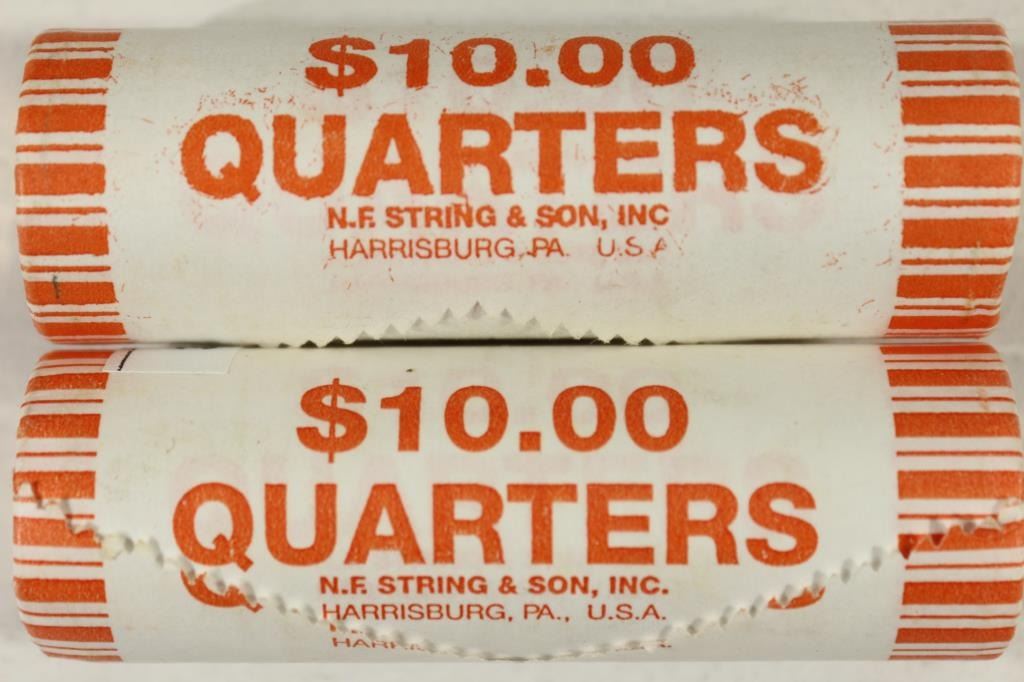 $10.00
QUARTERS
N.F. STRING & SON, INC
HARRISBURG, PA. U.S.A
$10.00
QUARTERS
N.F. STRING & SON, INC.
HARRISBURG, PA., U.S.A.